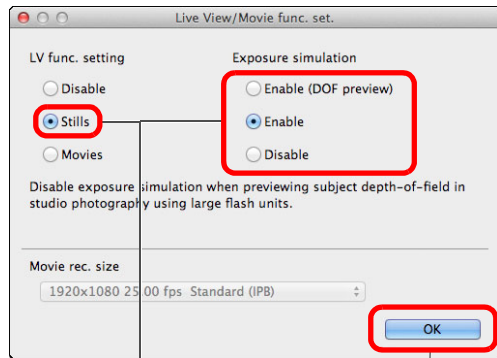 Live View/Movie func. set.
LV func. setting
Exposure simulation
Disable
Enable (DOF preview)
Stills
Enable
Movies
Disable
Disable exposure simulation when previewing subject depth-of-field in
studio photography using large flash units.
Movie rec. size
1920x1080 25.00 fps Standard (IPB)
OK